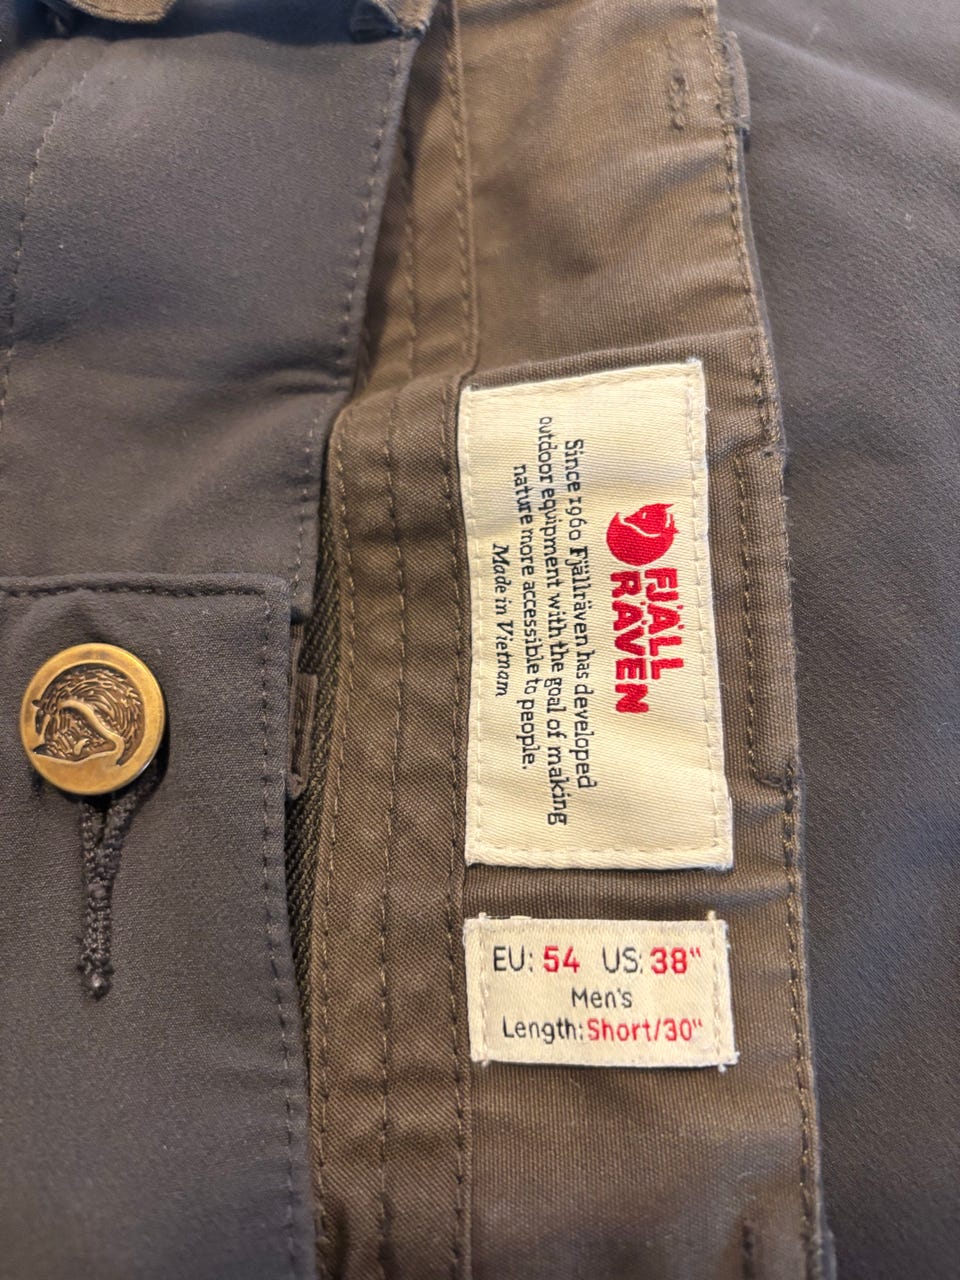 FJÄLL
RÄVEN
Since 1960 Fjällräven has developed
outdoor equipment with the goal of making
nature more accessible to people.
Made in Vietnam
EU: 54 US: 38"
Men's
Length: Short/30"